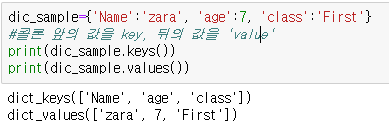 dic_sample={'Name':'zara', 'age':7, 'class':'First'}
#콜론 앞의 값을 key, 뒤의 값을 'value'
print(dic_sample.keys())
print(dic_sample.values())
dict_keys(['Name', 'age', 'class'])
dict_values(['zara', 7, 'First'])